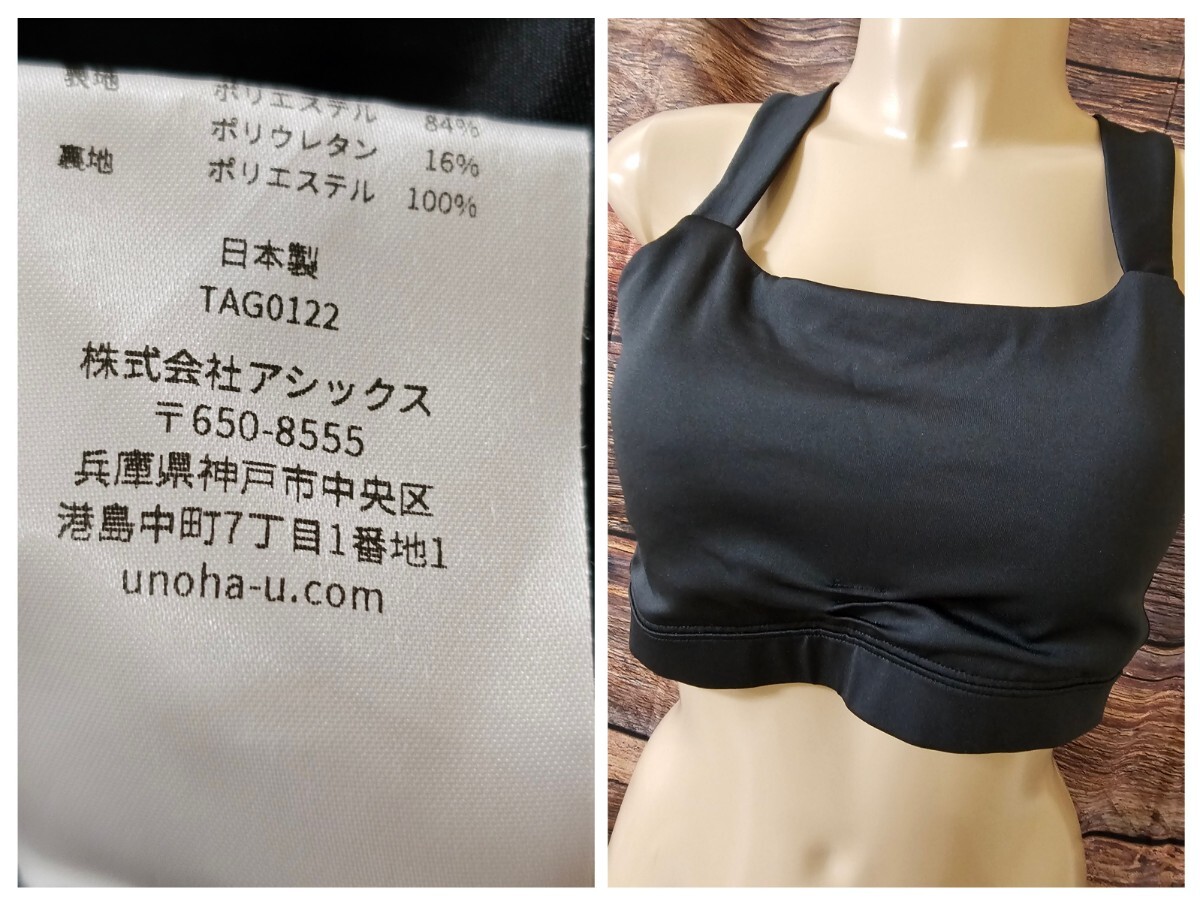 裏地 ポリエステル 84%
ポリウレタン 16%
裏地 ポリエステル 100%
日本製
TAG0122
株式会社アシックス
〒650-8555
兵庫県神戸市中央区
港島中町7丁目1番地1
unoha-u.com